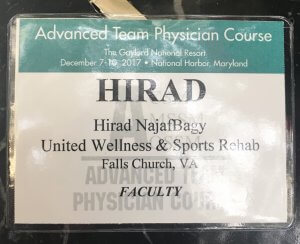 Advanced Team Physician Course
The Gaylord National Resort
December 7-10, 2017 • National Harbor, Maryland
HIRAD
Hirad NajafBagy
United Wellness & Sports Rehab
Falls Church, VA
ADVANCED TEAM
PHYSICIAN COURSE
FACULTY